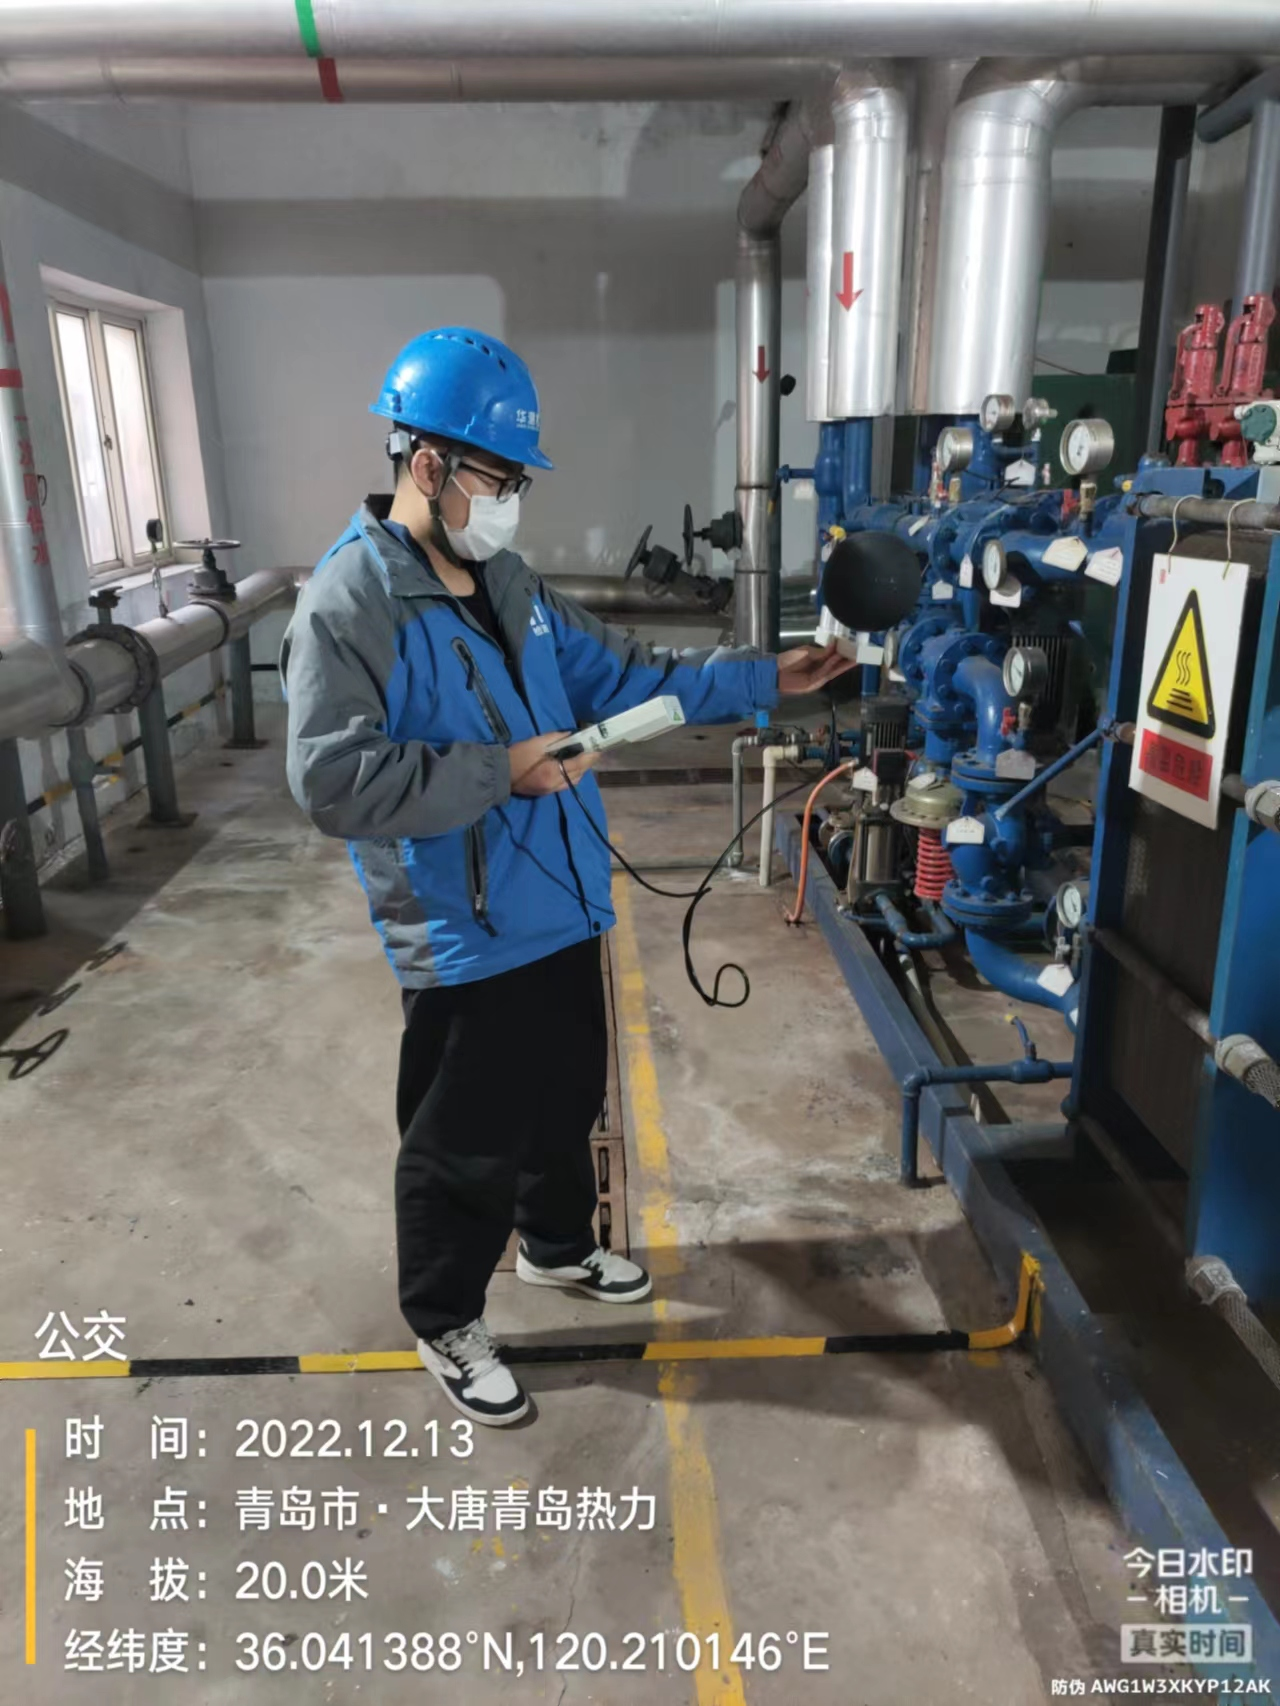 公交
时 间：2022.12.13
地 点：青岛市·大唐青岛热力
海 拔：20.0米
经纬度：36.041388°N,120.210146°E
今日水印
-相机-
真实时间
防伪 AWG1W3XKYP12AK